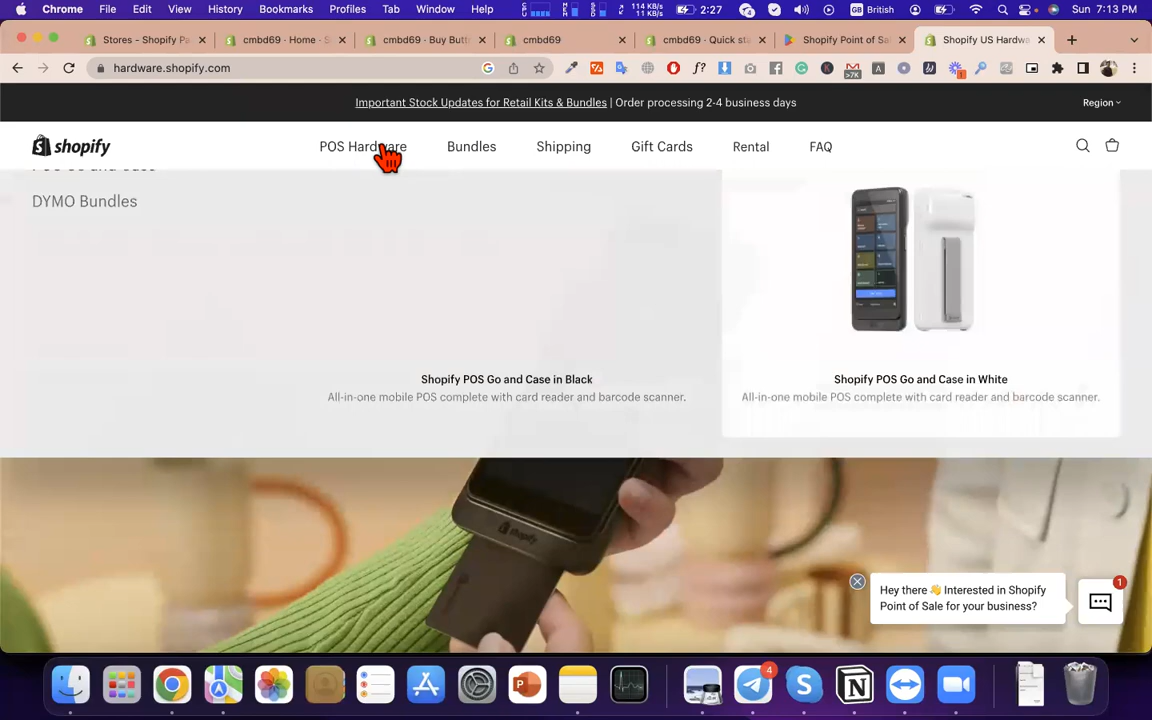 Chrome File Edit View History Bookmarks Profiles Tab Window Help
114 KB/s
11 KB/s
2:27
4
British
Sun 7:13 PM
Stores - Shopify Pa
cmbd69 · Home · S
cmbd69 · Buy Butt
cmbd69
cmbd69 · Quick sta
Shopify Point of Sal
Shopify US Hardwa
hardware.shopify.com
Important Stock Updates for Retail Kits & Bundles | Order processing 2-4 business days
Region
shopify
POS Hardware
Bundles
Shipping
Gift Cards
Rental
FAQ
DYMO Bundles
Shopify POS Go and Case in Black
All-in-one mobile POS complete with card reader and barcode scanner.
Shopify POS Go and Case in White
All-in-one mobile POS complete with card reader and barcode scanner.
shopify
Hey there 👋 Interested in Shopify
Point of Sale for your business?
1
4